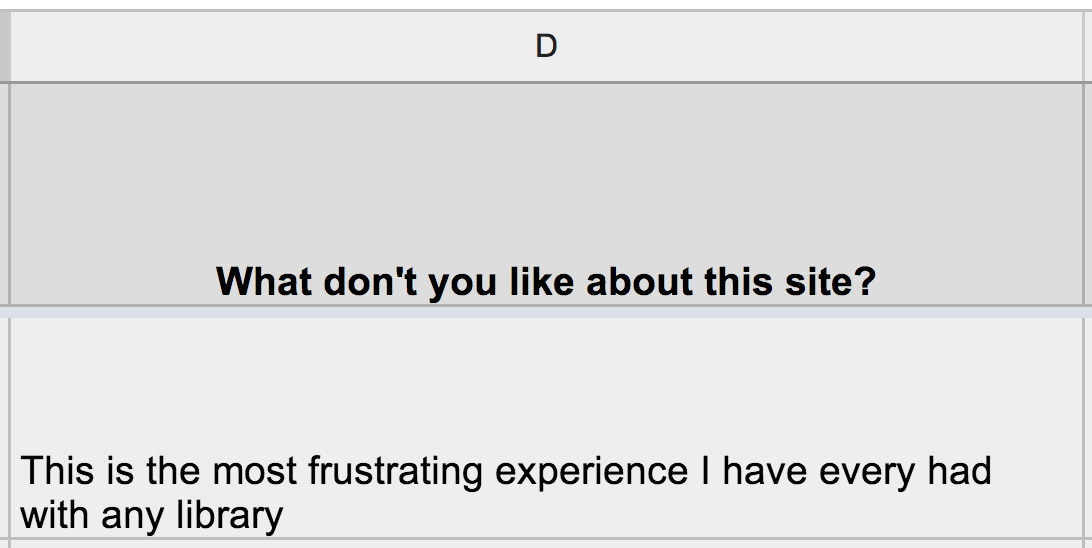 D
What don't you like about this site?
This is the most frustrating experience I have every had
with any library